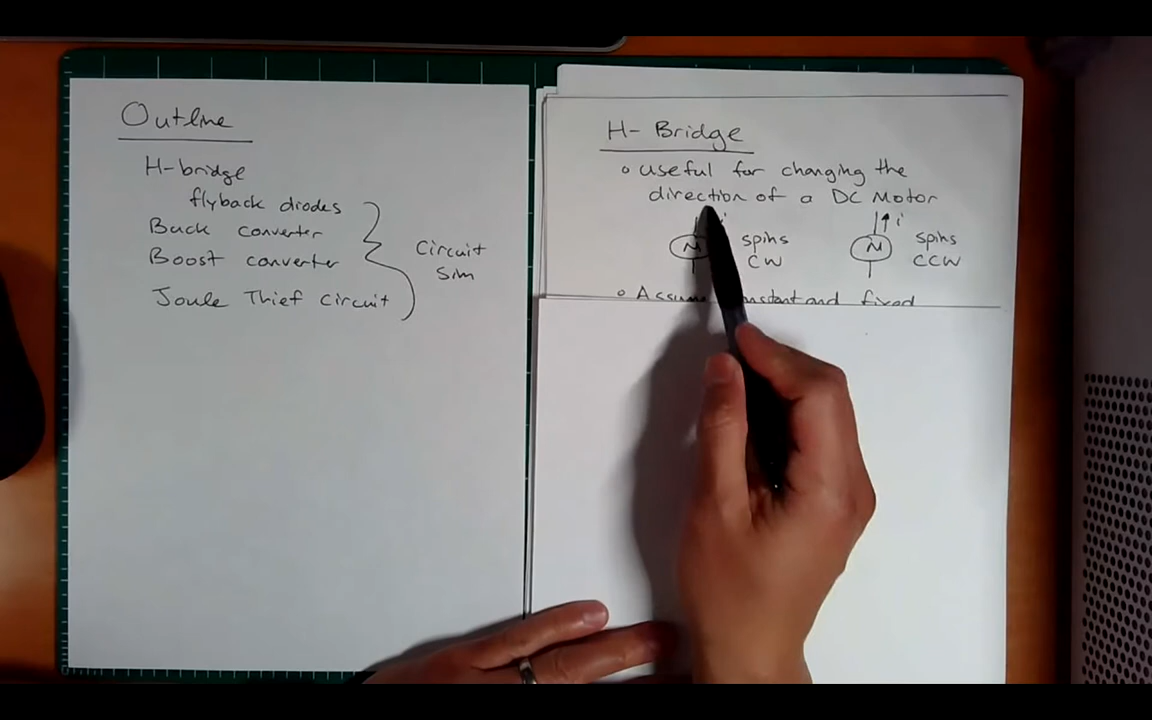 Outline
H-bridge
flyback diodes
Buck converter
Boost converter
Joule Thief Circuit
Circuit
Sim
H-Bridge
• useful for changing the
direction of a DC Motor
M i spins
CW
M i spins
CCW
• and fixed